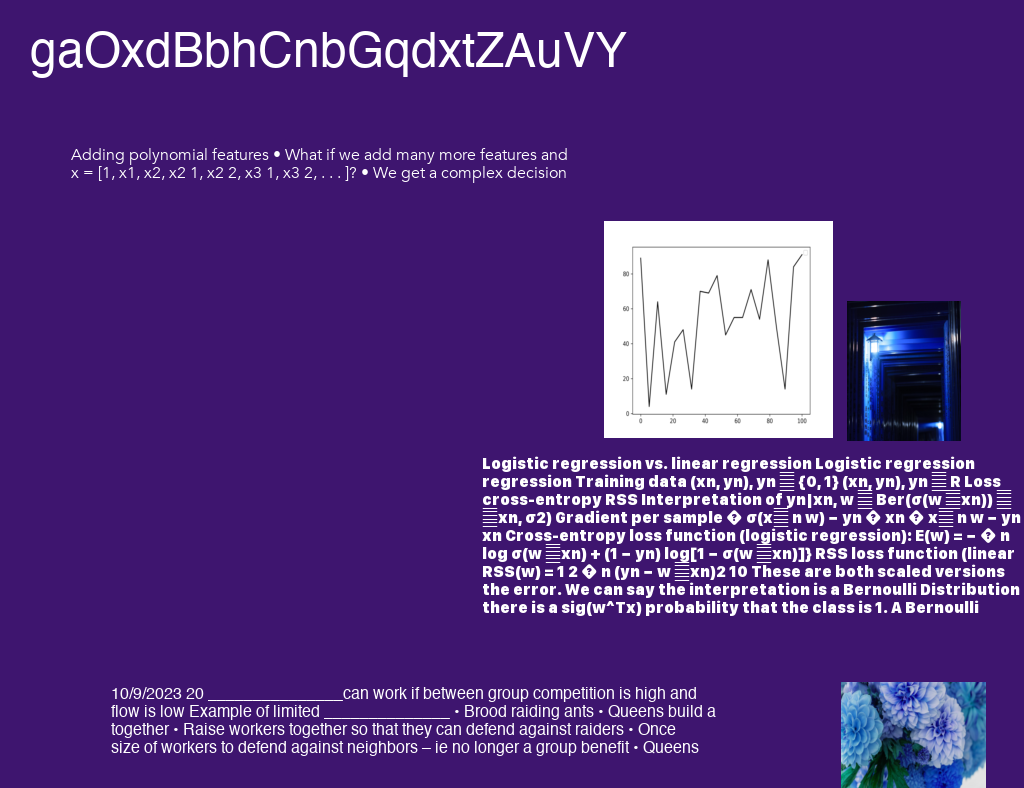 gaOxdBbhCnbGqdxtZAuVY
Adding polynomial features • What if we add many more features and
x = [1, x1, x2, x2 1, x2 2, x3 1, x3 2, . . . ]? • We get a complex decision
80
60
40
20
0
0 20 40 60 80 100
Logistic regression vs. linear regression Logistic regression
regression Training data (xn, yn), yn 𝄚 {0, 1} (xn, yn), yn 𝄚 R Loss
cross-entropy RSS Interpretation of yn|xn, w 𝄚 Ber(σ(w 𝄚xn)) 𝄚
𝄚xn, σ2) Gradient per sample � σ(x𝄚 n w) − yn � xn � x𝄚 n w − yn
xn Cross-entropy loss function (logistic regression): E(w) = − � n
log σ(w 𝄚xn) + (1 − yn) log[1 − σ(w 𝄚xn)]} RSS loss function (linear
RSS(w) = 1 2 � n (yn − w 𝄚xn)2 10 These are both scaled versions
the error. We can say the interpretation is a Bernoulli Distribution
there is a sig(w^Tx) probability that the class is 1. A Bernoulli
10/9/2023 20 _______________can work if between group competition is high and
flow is low Example of limited ______________ • Brood raiding ants • Queens build a
together • Raise workers together so that they can defend against raiders • Once
size of workers to defend against neighbors – ie no longer a group benefit • Queens